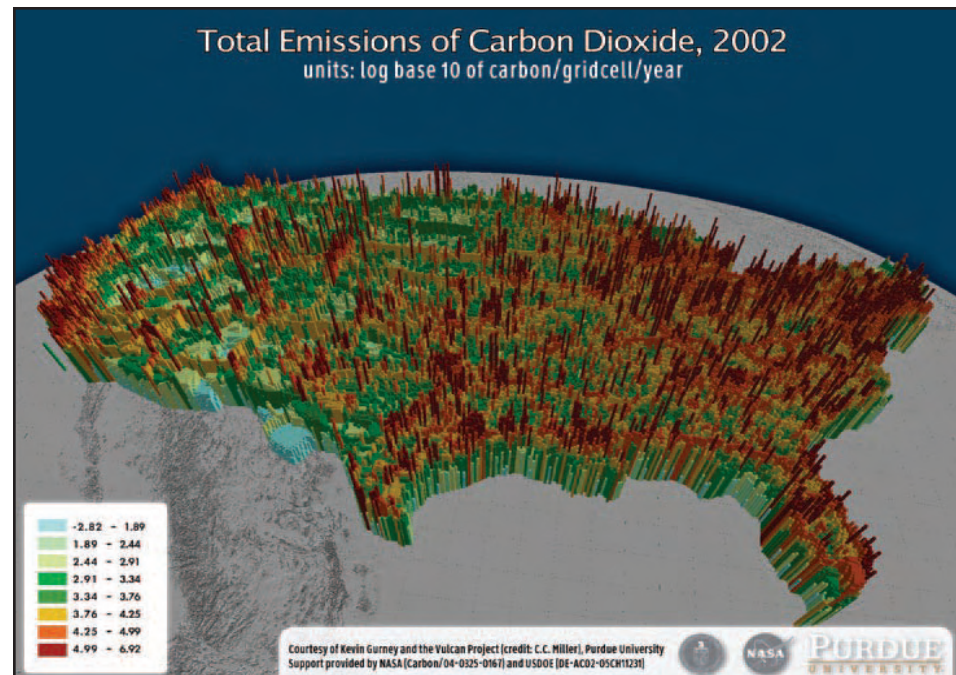 Total Emissions of Carbon Dioxide, 2002
units: log base 10 of carbon/gridcell/year
-2.82 - 1.89
1.89 - 2.44
2.44 - 2.91
2.91 - 3.34
3.34 - 3.76
3.76 - 4.25
4.25 - 4.99
4.99 - 6.92
Courtesy of Kevin Gurney and the Vulcan Project (credit: C.C. Miller), Purdue University
Support provided by NASA (Carbon/04-0325-0167) and USDOE (DE-AC02-05CH11231)
NASA
PURDUE
UNIVERSITY